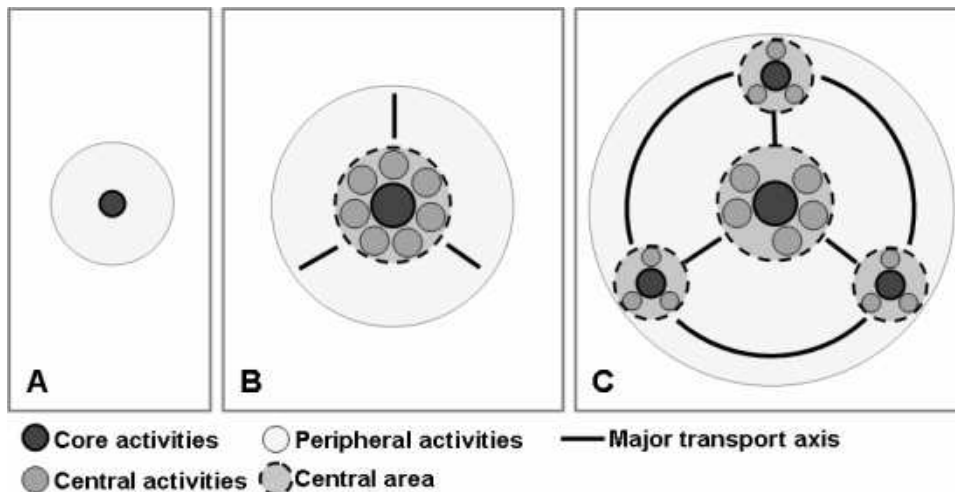 A
B
C
Core activities
Peripheral activities
Major transport axis
Central activities
Central area